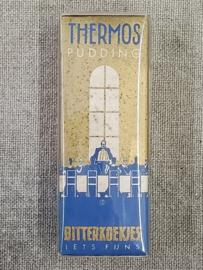 THERMOS
PUDDING
BITTERKOEKJES
IETS FIJNS